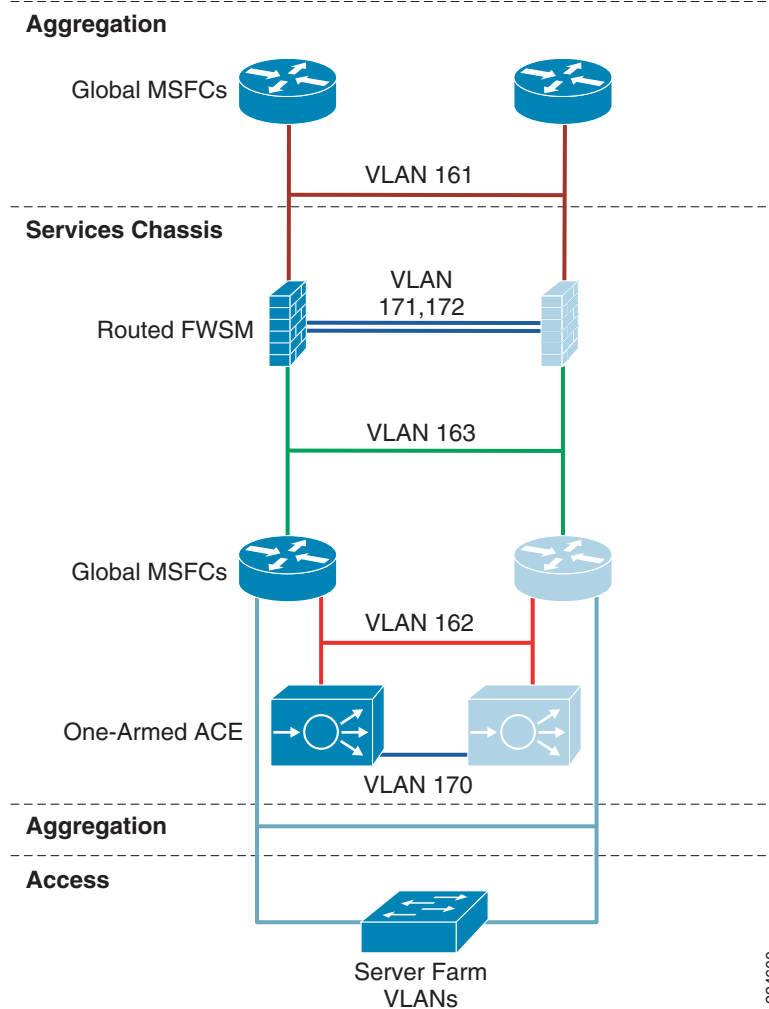 Aggregation
Global MSFCs
VLAN 161
Services Chassis
VLAN
171,172
Routed FWSM
VLAN 163
Global MSFCs
VLAN 162
One-Armed ACE
VLAN 170
Aggregation
Access
Server Farm
VLANs